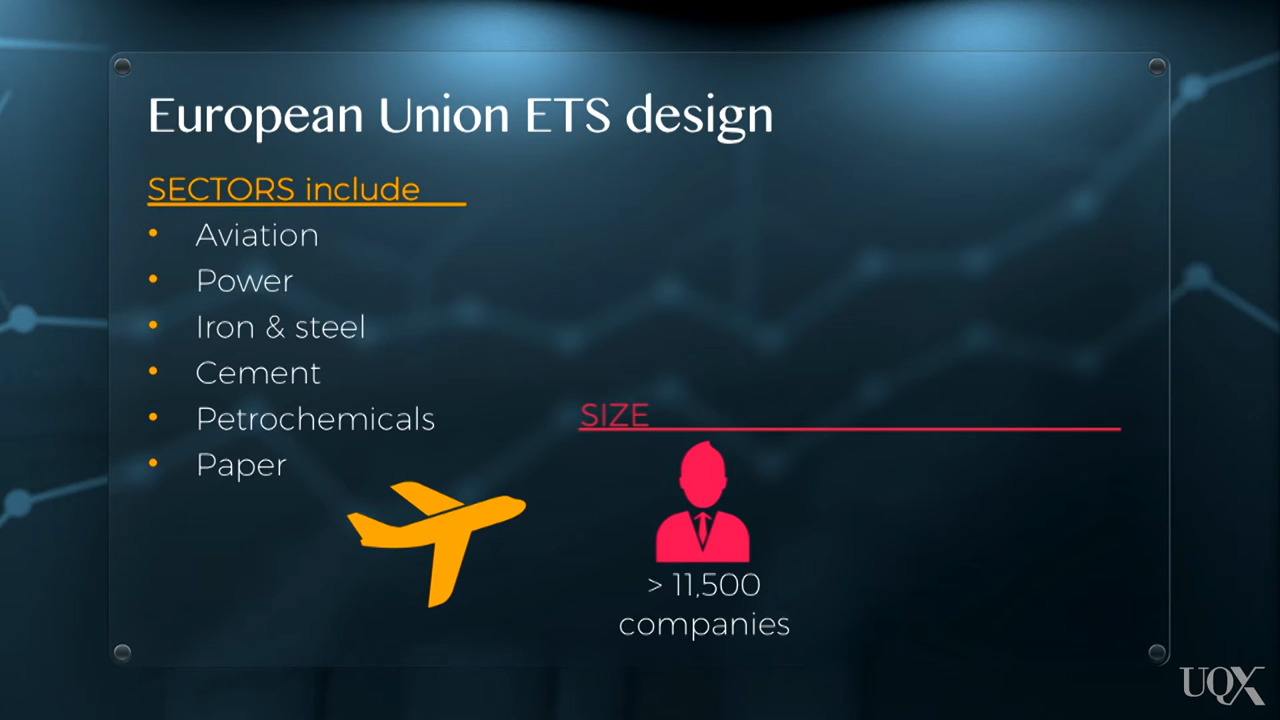 European Union ETS design
SECTORS include
• Aviation
• Power
• Iron & steel
• Cement
• Petrochemicals
• Paper
SIZE
> 11,500
companies
UQX